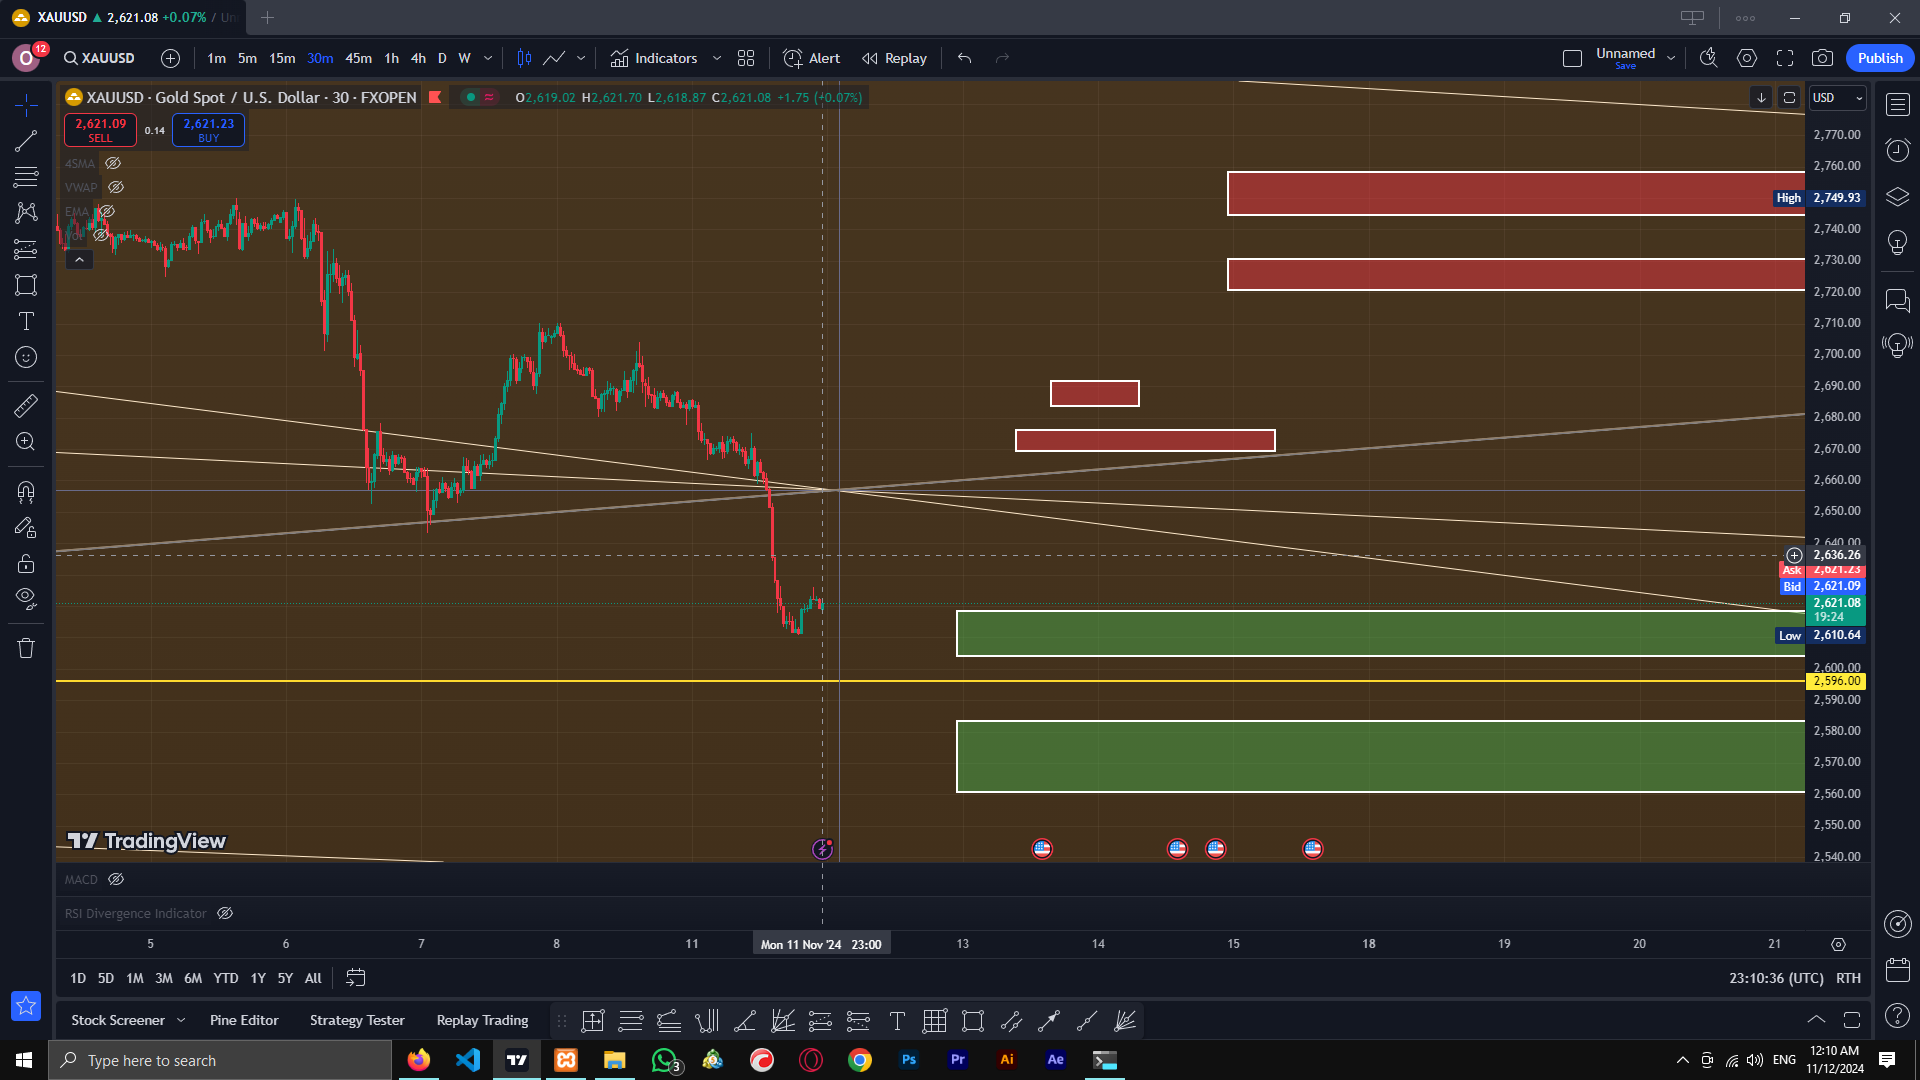 XAUUSD ▲ 2,621.08 +0.07% / Un
O 12 XAUUSD 1m 5m 15m 30m 45m 1h 4h D W Indicators Alert Replay Unnamed Save Publish
XAUUSD · Gold Spot / U.S. Dollar · 30 · FXOPEN O2,619.02 H2,621.70 L2,618.87 C2,621.08 +1.75 (+0.07%) USD
2,621.09 SELL 0.14 2,621.23 BUY
4SMA
VWAP
EMA
Vol
2,770.00
2,760.00
High 2,749.93
2,740.00
2,730.00
2,720.00
2,710.00
2,700.00
2,690.00
2,680.00
2,670.00
2,660.00
2,650.00
2,640.00
2,636.26
Ask 2,621.23
Bid 2,621.09
2,621.08
19:24
Low 2,610.64
2,600.00
2,596.00
2,590.00
2,580.00
2,570.00
2,560.00
2,550.00
2,540.00
TradingView
MACD
RSI Divergence Indicator
5 6 7 8 11 Mon 11 Nov '24 23:00 13 14 15 18 19 20 21
1D 5D 1M 3M 6M YTD 1Y 5Y All 23:10:36 (UTC) RTH
Stock Screener Pine Editor Strategy Tester Replay Trading
Type here to search 3 Ps Pr Ai Ae ENG 12:10 AM
11/12/2024